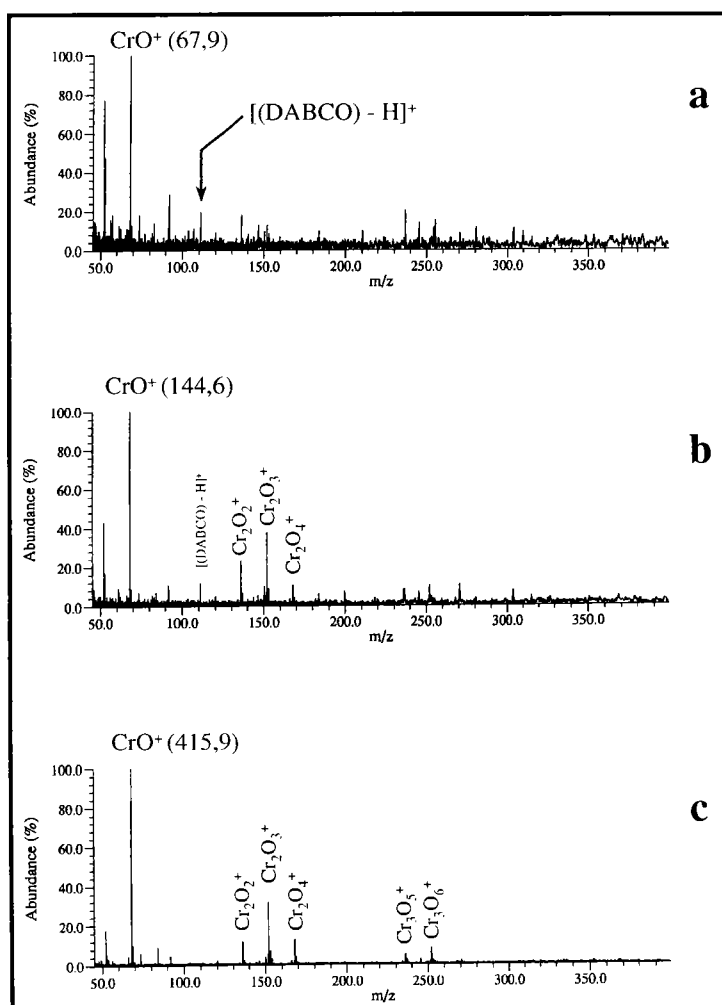 CrO⁺ (67,9)
a
[(DABCO) - H]⁺
Abundance (%)
100.0
80.0
60.0
40.0
20.0
0.0
50.0 100.0 150.0 200.0 250.0 300.0 350.0
m/z
CrO⁺ (144,6)
b
[(DABCO) - H]⁺
Cr₂O₂⁺
Cr₂O₃⁺
Cr₂O₄⁺
Abundance (%)
100.0
80.0
60.0
40.0
20.0
0.0
50.0 100.0 150.0 200.0 250.0 300.0 350.0
m/z
CrO⁺ (415,9)
c
Cr₂O₂⁺
Cr₂O₃⁺
Cr₂O₄⁺
Cr₃O₅⁺
Cr₃O₆⁺
Abundance (%)
100.0
80.0
60.0
40.0
20.0
0.0
50.0 100.0 150.0 200.0 250.0 300.0 350.0
m/z